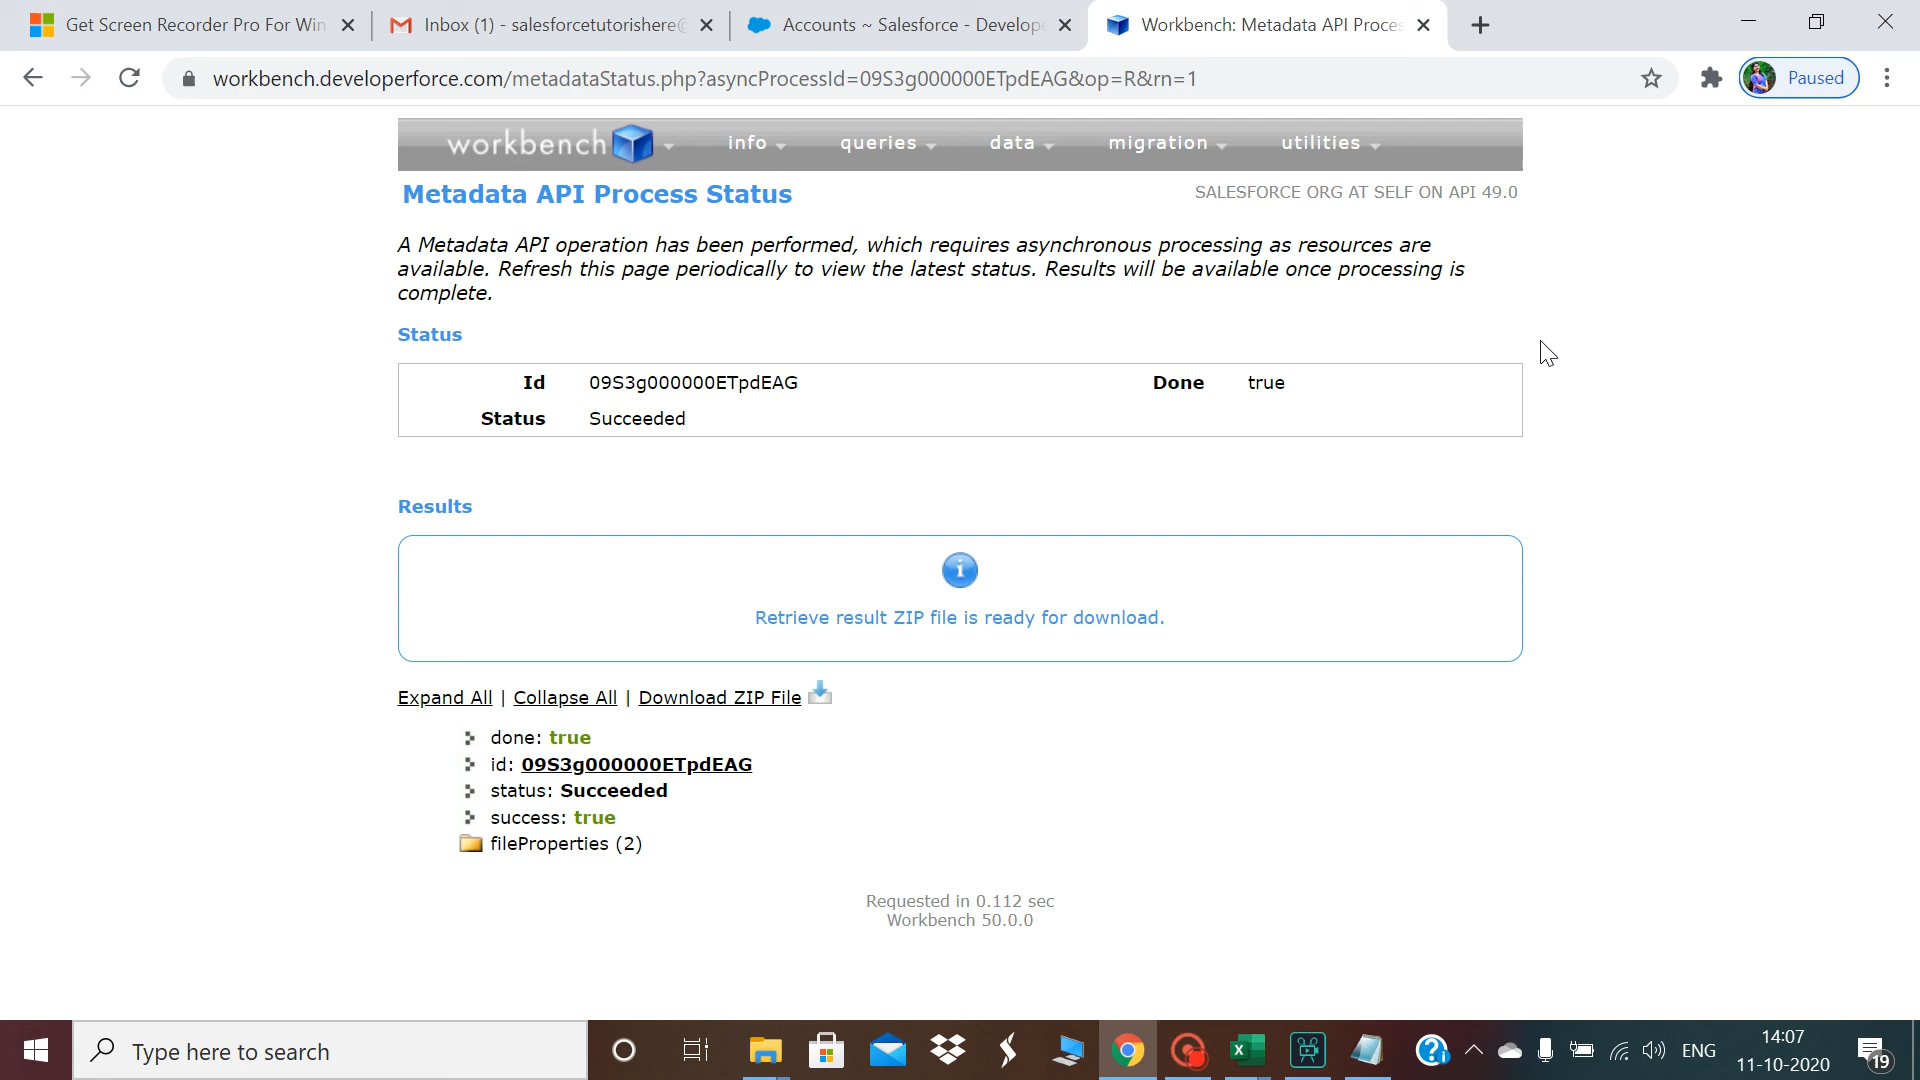 Get Screen Recorder Pro For Win
Inbox (1) - salesforcetutorishere@
Accounts ~ Salesforce - Develope
Workbench: Metadata API Proces
workbench.developerforce.com/metadataStatus.php?asyncProcessId=09S3g000000ETpdEAG&op=R&rn=1
Paused
workbench info queries data migration utilities
Metadata API Process Status
SALESFORCE ORG AT SELF ON API 49.0
A Metadata API operation has been performed, which requires asynchronous processing as resources are
available. Refresh this page periodically to view the latest status. Results will be available once processing is
complete.
Status
Id 09S3g000000ETpdEAG Done true
Status Succeeded
Results
Retrieve result ZIP file is ready for download.
Expand All | Collapse All | Download ZIP File
done: true
id: 09S3g000000ETpdEAG
status: Succeeded
success: true
fileProperties (2)
Requested in 0.112 sec
Workbench 50.0.0
Type here to search
ENG
14:07
11-10-2020
19